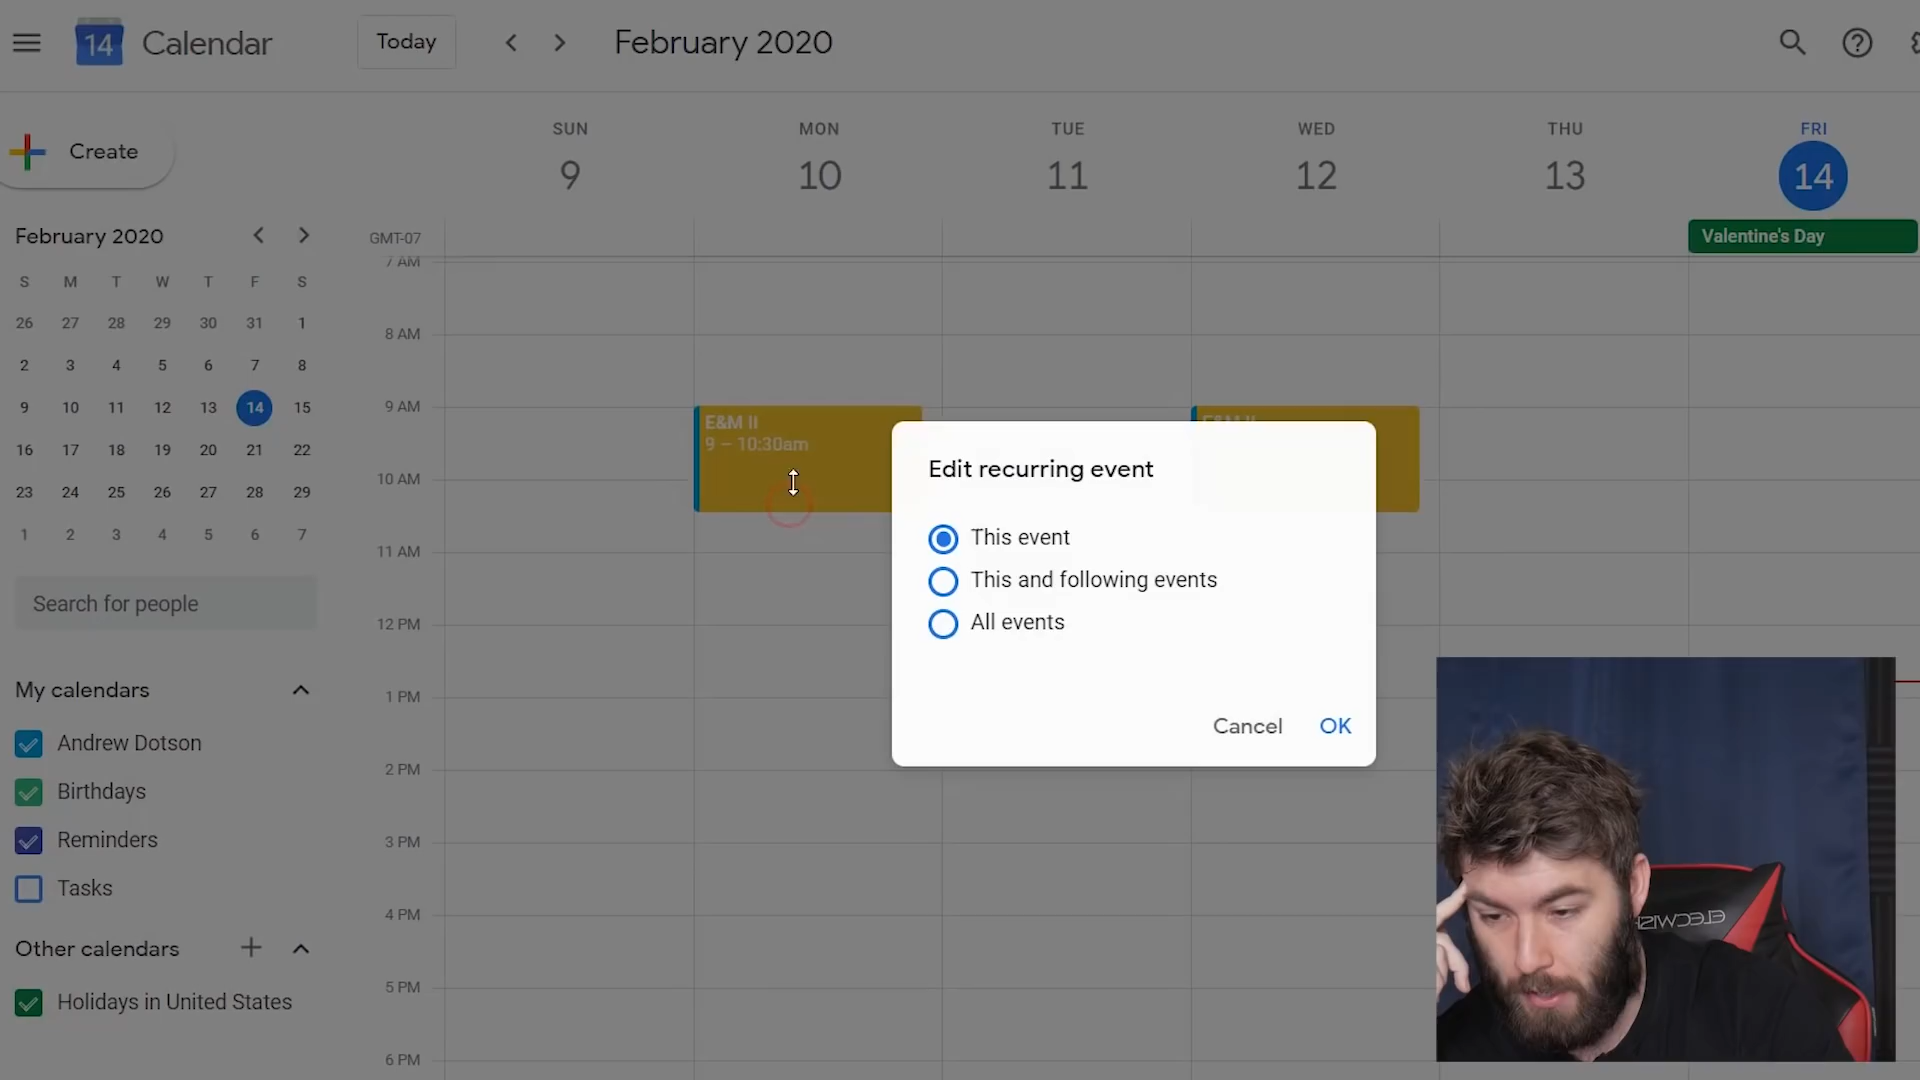 14
Calendar
Today
February 2020
Create
SUN
MON
TUE
WED
THU
FRI
9
10
11
12
13
14
GMT-07
Valentine's Day
February 2020
S M T W T F S
26 27 28 29 30 31 1
2 3 4 5 6 7 8
9 10 11 12 13 14 15
16 17 18 19 20 21 22
23 24 25 26 27 28 29
1 2 3 4 5 6 7
Search for people
My calendars
Andrew Dotson
Birthdays
Reminders
Tasks
Other calendars
Holidays in United States
7 AM
8 AM
9 AM
10 AM
11 AM
12 PM
1 PM
2 PM
3 PM
4 PM
5 PM
6 PM
E&M II
9 – 10:30am
E&M II
Edit recurring event
This event
This and following events
All events
Cancel
OK
ELECWISH